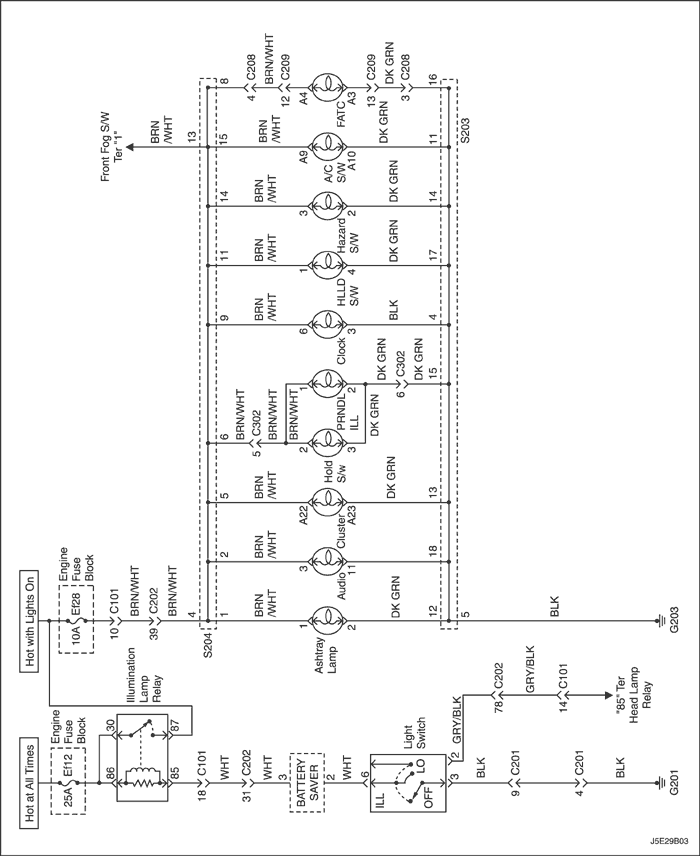 Hot at All Times
Hot with Lights On
Engine
Fuse
Block
25A
Ef12
Engine
Fuse
Block
10A
Ef28
Illumination
Lamp
Relay
86
30
85
87
18
C101
WHT
31
C202
WHT
3
BATTERY
SAVER
2
WHT
6
ILL
LO
OFF
Light
Switch
3
2
GRY/BLK
BLK
9
C201
4
C201
BLK
G201
78
C202
GRY/BLK
14
C101
"85" Ter
Head Lamp
Relay
10
C101
BRN/WHT
39
C202
BRN/WHT
4
S204
1
BRN
/WHT
1
2
Ashtray
Lamp
DK GRN
12
5
BLK
G203
2
BRN
/WHT
3
11
Audio
18
5
BRN
/WHT
A22
A23
Cluster
DK GRN
13
6
BRN/WHT
5
C302
BRN/WHT
BRN/WHT
2
3
Hold
S/w
1
2
PRNDL
ILL
DK GRN
DK GRN
6
C302
DK GRN
15
9
BRN
/WHT
6
3
Clock
BLK
4
11
BRN
/WHT
1
4
HLLD
S/W
DK GRN
17
14
BRN
/WHT
3
2
Hazard
S/W
DK GRN
14
Front Fog S/W
Ter "1"
BRN
/WHT
13
15
BRN
/WHT
A9
A10
A/C
S/W
DK GRN
11
8
4
C208
BRN/WHT
12
C209
A4
A3
FATC
13
C209
DK GRN
3
C208
16
S203
J5E29B03